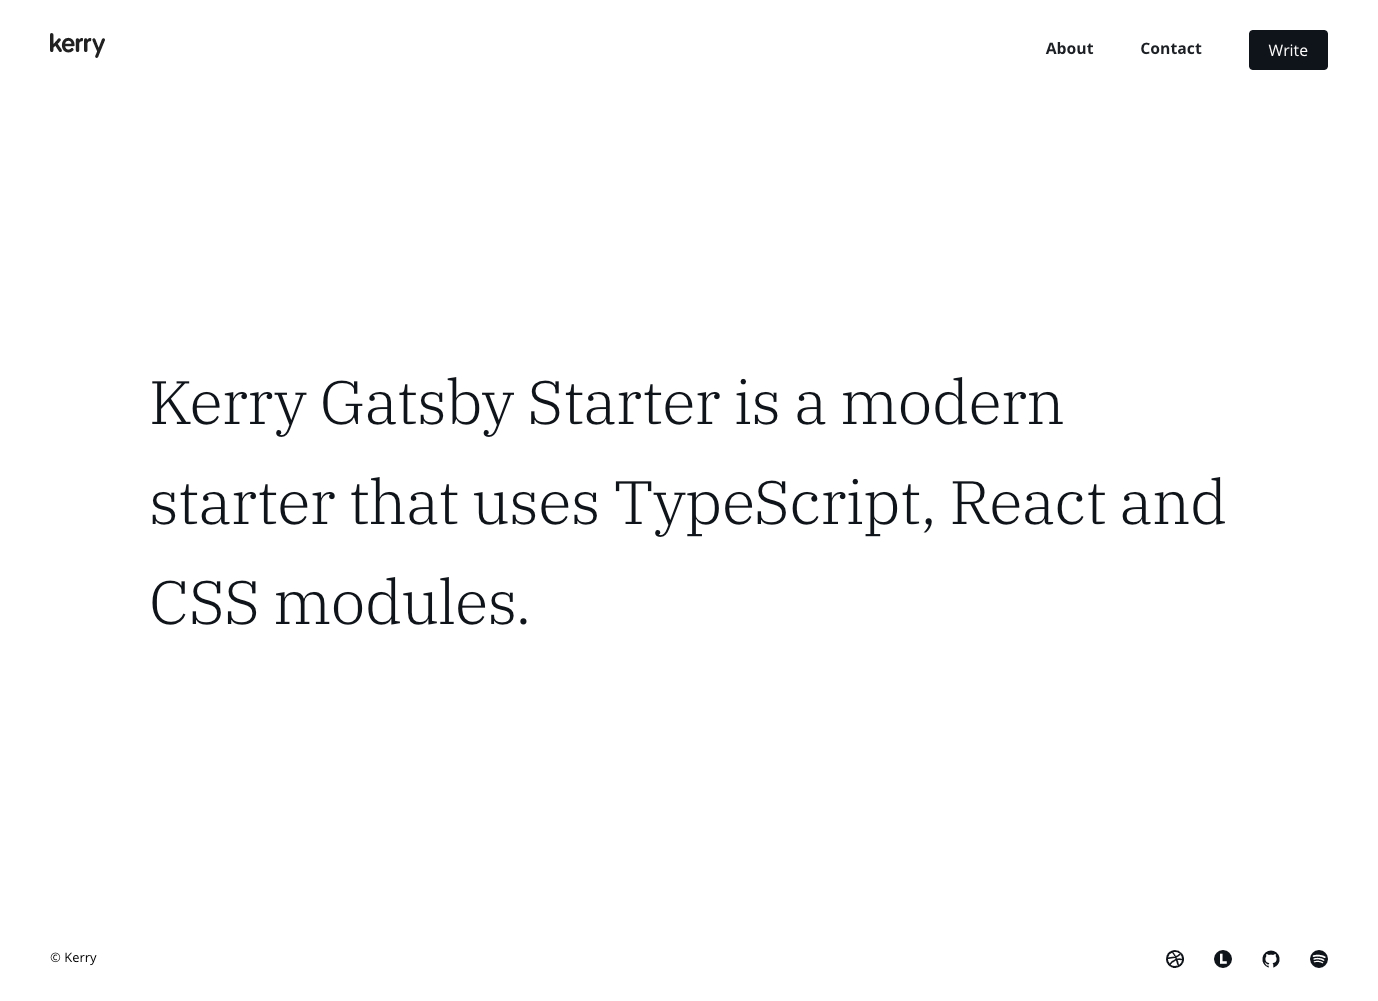 kerry
About
Contact
Write
Kerry Gatsby Starter is a modern
starter that uses TypeScript, React and
CSS modules.
© Kerry